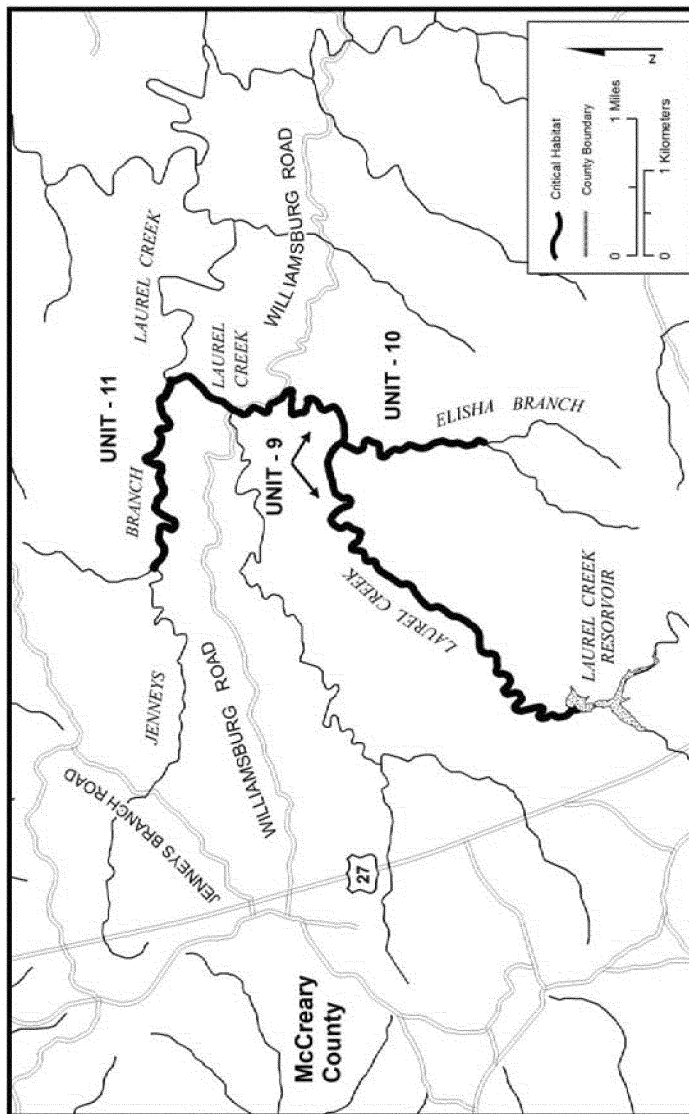 UNIT - 11
BRANCH
LAUREL CREEK
JENNEYS
JENNEYS BRANCH ROAD
LAUREL
CREEK
WILLIAMSBURG ROAD
WILLIAMSBURG ROAD
UNIT - 9
UNIT - 10
27
McCreary
County
LAUREL CREEK
ELISHA BRANCH
LAUREL CREEK
RESORVOIR
Critical Habitat
County Boundary
0
1 Miles
0
1 Kilometers
N